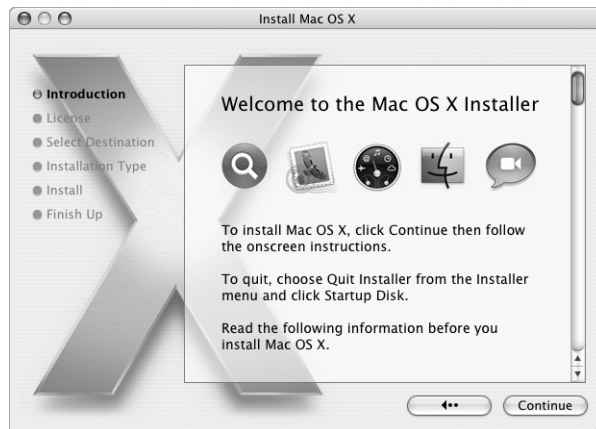 Install Mac OS X
Introduction
License
Select Destination
Installation Type
Install
Finish Up
Welcome to the Mac OS X Installer
To install Mac OS X, click Continue then follow
the onscreen instructions.
To quit, choose Quit Installer from the Installer
menu and click Startup Disk.
Read the following information before you
install Mac OS X.
Continue